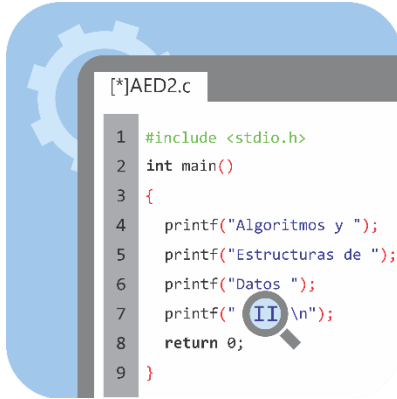 [*]AED2.c
1 #include <stdio.h>
2 int main()
3 {
4 printf("Algoritmos y ");
5 printf("Estructuras de ");
6 printf("Datos ");
7 printf(" II \n");
8 return 0;
9 }